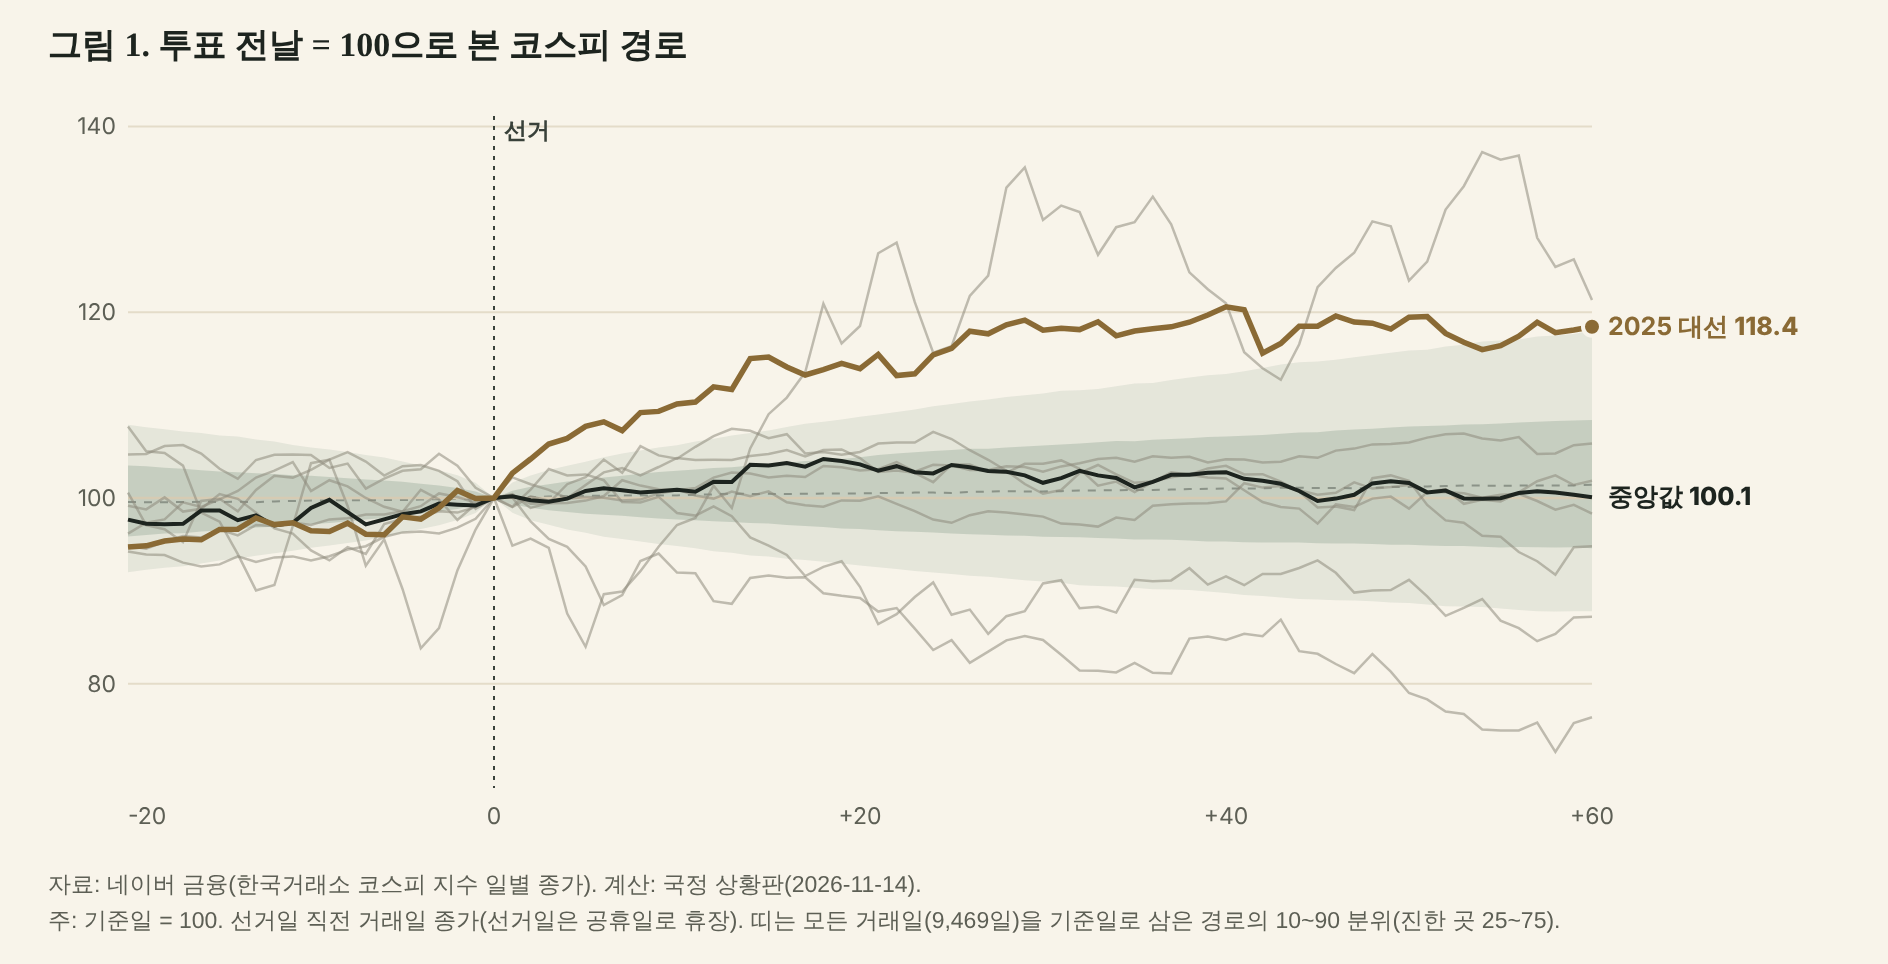 그림 1. 투표 전날 = 100으로 본 코스피 경로
140
선거
120
2025 대선 118.4
100
중앙값 100.1
80
-20
0
+20
+40
+60
자료: 네이버 금융(한국거래소 코스피 지수 일별 종가). 계산: 국정 상황판(2026-11-14).
주: 기준일 = 100. 선거일 직전 거래일 종가(선거일은 공휴일로 휴장). 띠는 모든 거래일(9,469일)을 기준일로 삼은 경로의 10~90 분위(진한 곳 25~75).